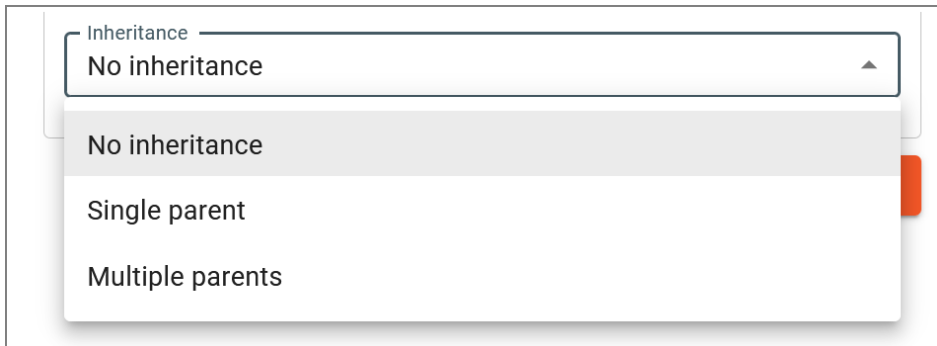 Inheritance
No inheritance
No inheritance
Single parent
Multiple parents